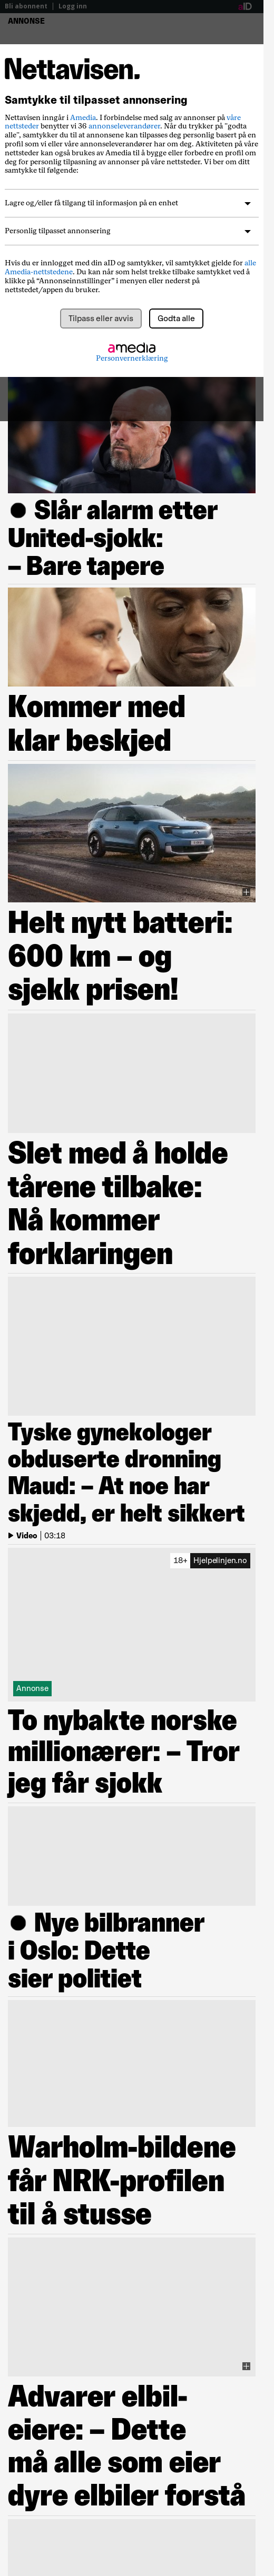 Bli abonnent | Logg inn
aID
ANNONSE
Nettavisen.
Samtykke til tilpasset annonsering
Nettavisen inngår i Amedia. I forbindelse med salg av annonser på våre
nettsteder benytter vi 36 annonseleverandører. Når du trykker på "godta
alle", samtykker du til at annonsene kan tilpasses deg personlig basert på en
profil som vi eller våre annonseleverandører har om deg. Aktiviteten på våre
nettsteder kan også brukes av Amedia til å bygge eller forbedre en profil om
deg for personlig tilpasning av annonser på våre nettsteder. Vi ber om ditt
samtykke til følgende:
Lagre og/eller få tilgang til informasjon på en enhet
Personlig tilpasset annonsering
Hvis du er innlogget med din aID og samtykker, vil samtykket gjelde for alle
Amedia-nettstedene. Du kan når som helst trekke tilbake samtykket ved å
klikke på “Annonseinnstillinger” i menyen nederst på
nettstedet/appen du bruker.
Tilpass eller avvis
Godta alle
amedia
Personvernerklæring
Slår alarm etter
United-sjokk:
– Bare tapere
Kommer med
klar beskjed
Helt nytt batteri:
600 km – og
sjekk prisen!
Slet med å holde
tårene tilbake:
Nå kommer
forklaringen
Tyske gynekologer
obduserte dronning
Maud: – At noe har
skjedd, er helt sikkert
Video | 03:18
18+ Hjelpelinjen.no
Annonse
To nybakte norske
millionærer: – Tror
jeg får sjokk
Nye bilbranner
i Oslo: Dette
sier politiet
Warholm-bildene
får NRK-profilen
til å stusse
Advarer elbil-
eiere: – Dette
må alle som eier
dyre elbiler forstå